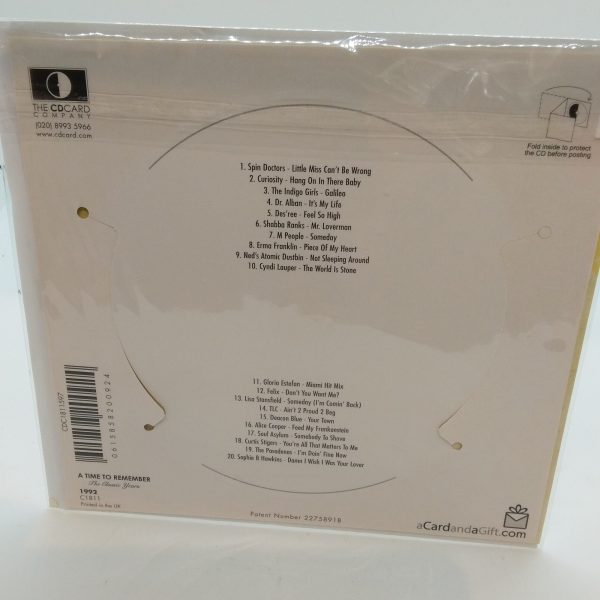 THE CDCARD
COMPANY
(020) 8993 5966
www.cdcard.com
Fold inside to protect
the CD before posting
1. Spin Doctors - Little Miss Can't Be Wrong
2. Curiosity - Hang On In There Baby
3. The Indigo Girls - Galileo
4. Dr. Alban - It's My Life
5. Des'ree - Feel So High
6. Shabba Ranks - Mr. Loverman
7. M People - Someday
8. Erma Franklin - Piece Of My Heart
9. Ned's Atomic Dustbin - Not Sleeping Around
10. Cyndi Lauper - The World Is Stone
11. Gloria Estefan - Miami Hit Mix
12. Felix - Don't You Want Me?
13. Lisa Stansfield - Someday (I'm Comin' Back)
14. TLC - Ain't 2 Proud 2 Beg
15. Deacon Blue - Your Town
16. Alice Cooper - Feed My Frankenstein
17. Soul Asylum - Somebody To Shove
18. Curtis Stigers - You're All That Matters To Me
19. The Pasadenas - I'm Doin' Fine Now
20. Sophie B Hawkins - Damn I Wish I Was Your Lover
CDC1811597
0615858200924
A TIME TO REMEMBER
The Classic Years
1992
C1811
Printed in the UK
Patent Number 2275891B
aCardandaGift.com